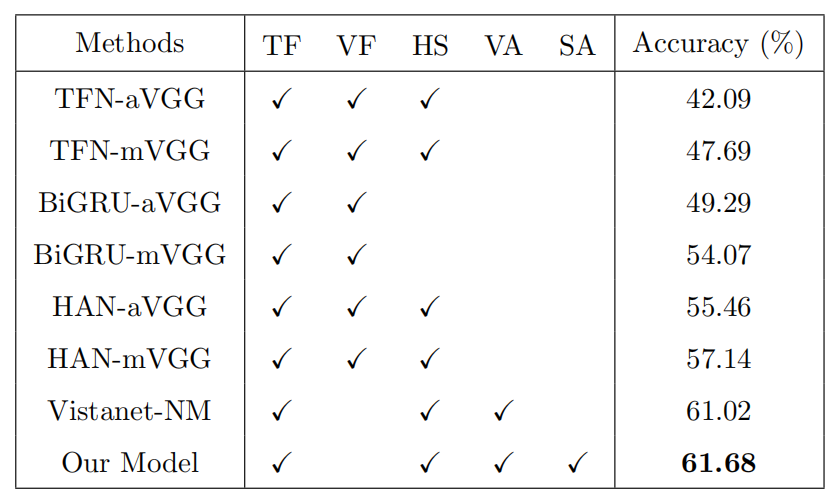 Methods TF VF HS VA SA Accuracy (%)
TFN-aVGG ✓ ✓ ✓ 42.09
TFN-mVGG ✓ ✓ ✓ 47.69
BiGRU-aVGG ✓ ✓ 49.29
BiGRU-mVGG ✓ ✓ 54.07
HAN-aVGG ✓ ✓ ✓ 55.46
HAN-mVGG ✓ ✓ ✓ 57.14
Vistanet-NM ✓ ✓ ✓ 61.02
Our Model ✓ ✓ ✓ ✓ 61.68